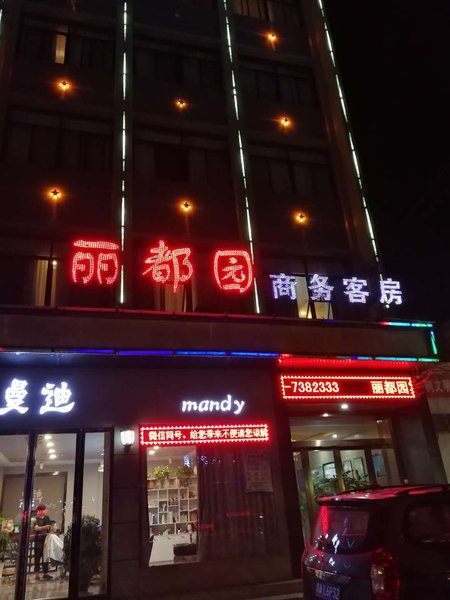 丽都园 商务客房
-7382333 丽都园
曼迪 mandy
微信同号，给您带来不便请您谅解